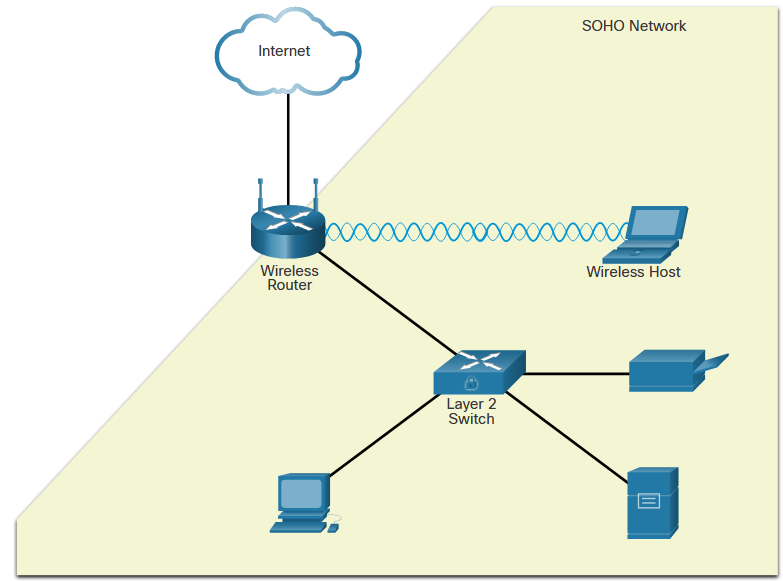 SOHO Network
Internet
Wireless
Router
Wireless Host
Layer 2
Switch